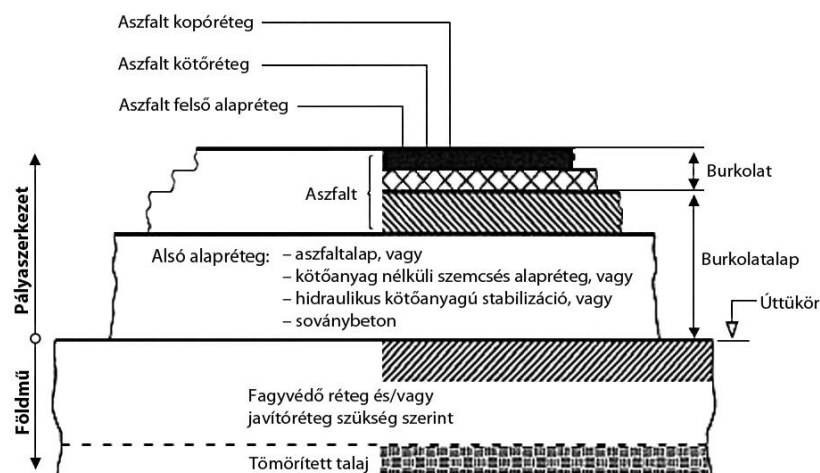 Aszfalt kopóréteg
Aszfalt kötőréteg
Aszfalt felső alapréteg
Aszfalt
Burkolat
Pályaszerkezet
Alsó alapréteg: – aszfaltalap, vagy
– kötőanyag nélküli szemcsés alapréteg, vagy
– hidraulikus kötőanyagú stabilizáció, vagy
– soványbeton
Burkolatalap
Úttükör
Földmű
Fagyvédő réteg és/vagy
javítóréteg szükség szerint
Tömörített talaj